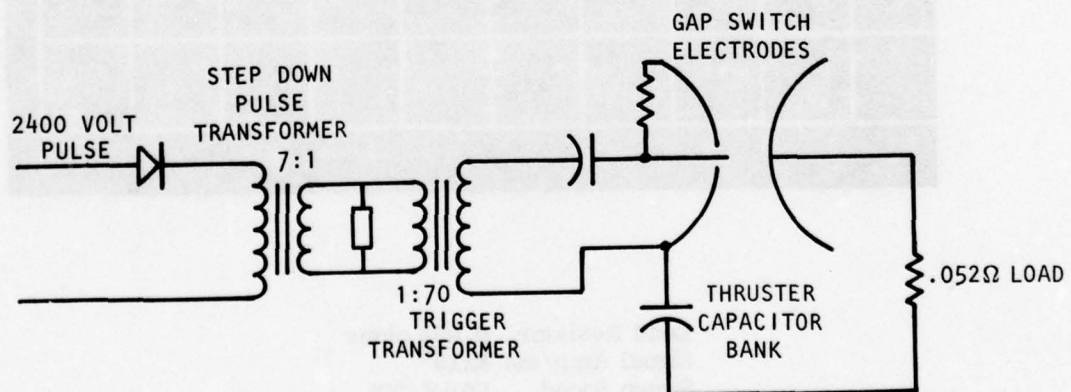 GAP SWITCH
ELECTRODES
STEP DOWN
PULSE
TRANSFORMER
7:1
2400 VOLT
PULSE
1:70
TRIGGER
TRANSFORMER
THRUSTER
CAPACITOR
BANK
.052Ω LOAD